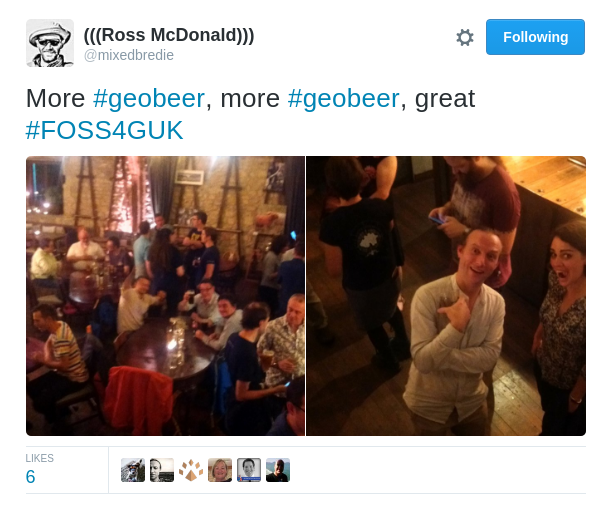 (((Ross McDonald)))
@mixedbredie
Following
More #geobeer, more #geobeer, great
#FOSS4GUK
LIKES
6